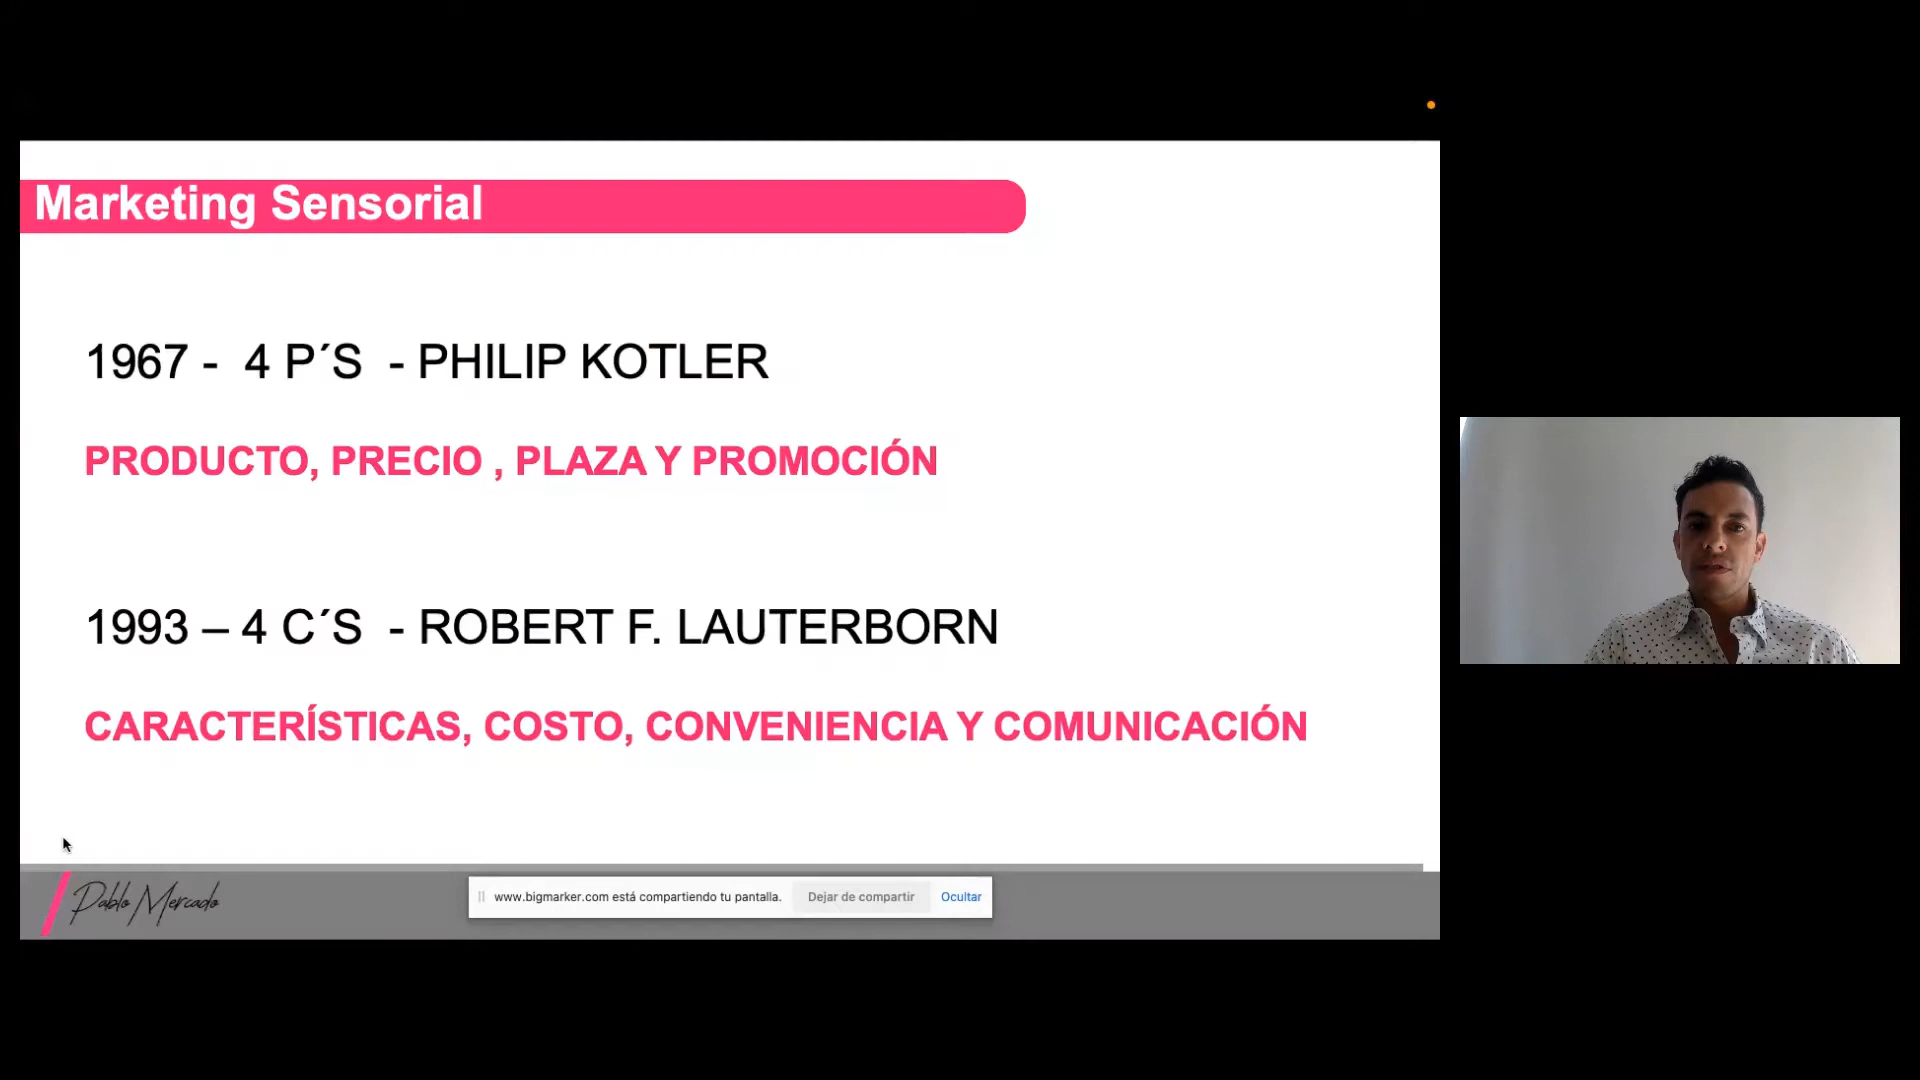 Marketing Sensorial
1967 -  4 P´S  - PHILIP KOTLER
PRODUCTO, PRECIO , PLAZA Y PROMOCIÓN
1993 – 4 C´S  - ROBERT F. LAUTERBORN
CARACTERÍSTICAS, COSTO, CONVENIENCIA Y COMUNICACIÓN
Pablo Mercado
www.bigmarker.com está compartiendo tu pantalla. Dejar de compartir Ocultar